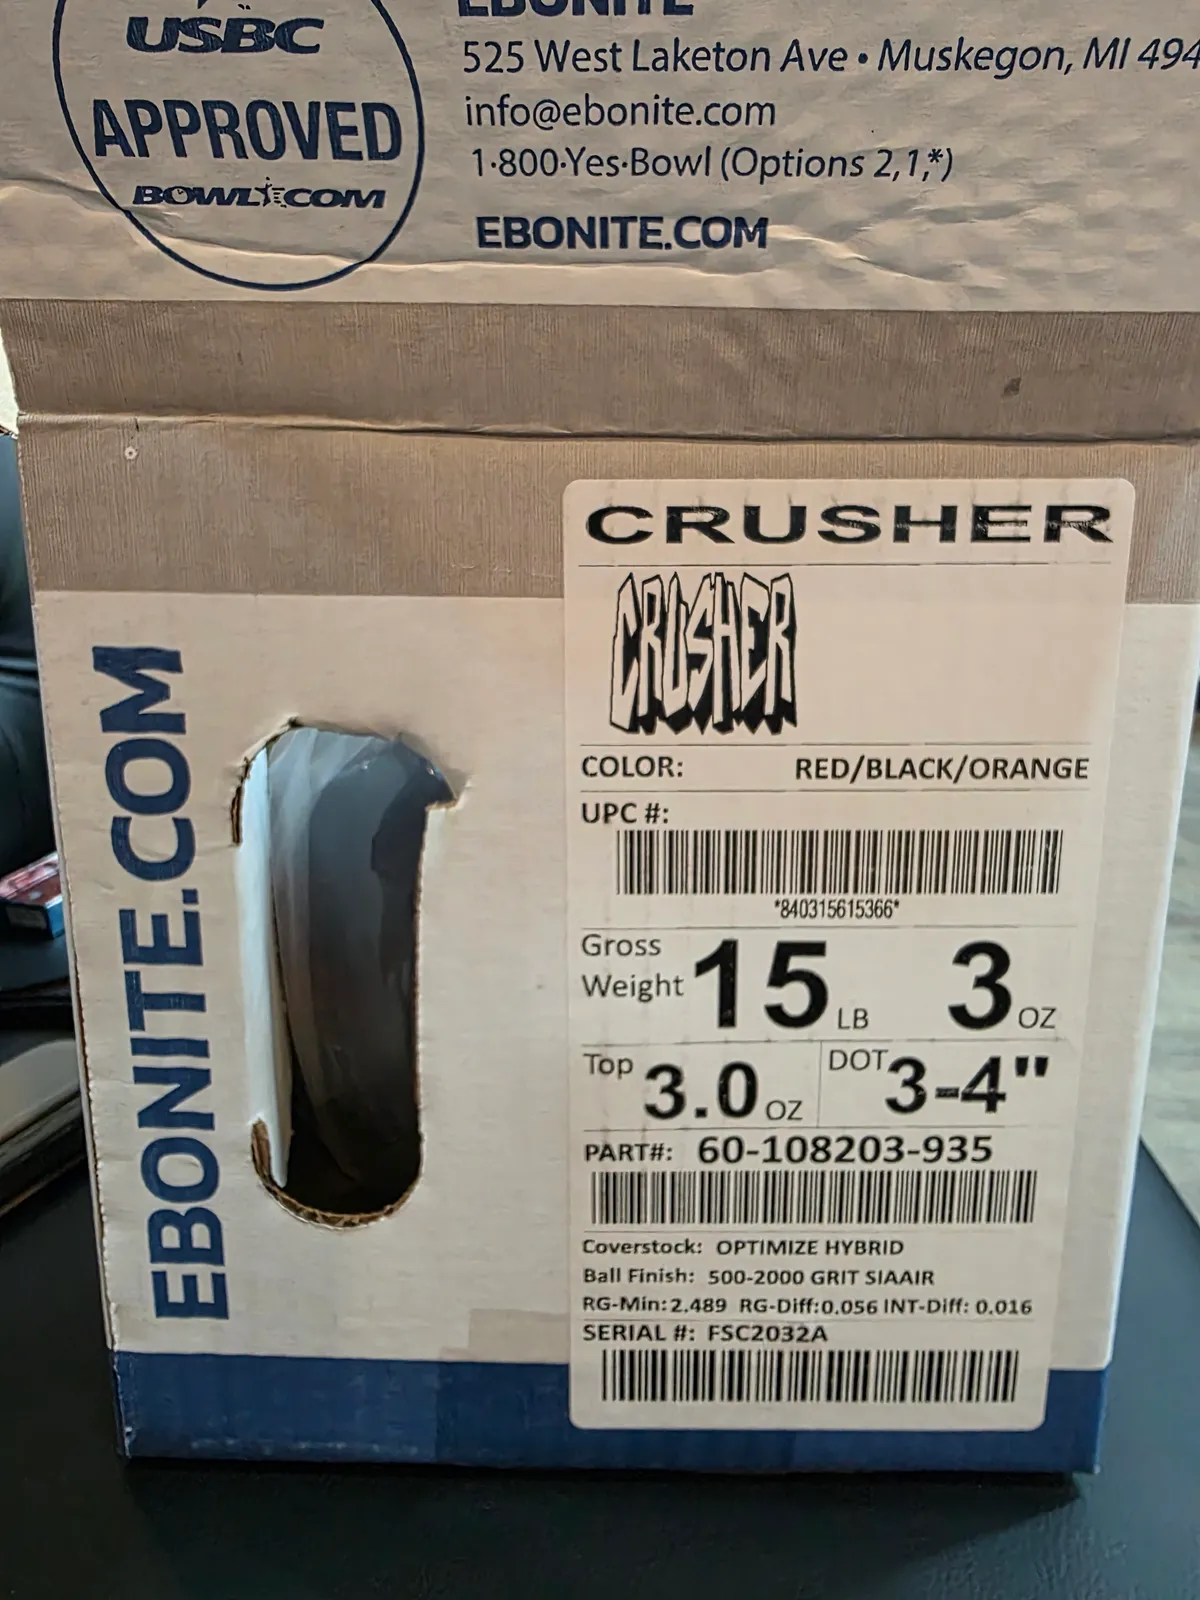 USBC
APPROVED
BOWL.COM
EBONITE
525 West Laketon Ave • Muskegon, MI 494
info@ebonite.com
1·800·Yes·Bowl (Options 2,1,*)
EBONITE.COM
EBONITE.COM
CRUSHER
CRUSHER
COLOR: RED/BLACK/ORANGE
UPC #:
*840315615366*
Gross Weight 15 LB 3 OZ
Top 3.0 OZ DOT 3-4"
PART#: 60-108203-935
Coverstock: OPTIMIZE HYBRID
Ball Finish: 500-2000 GRIT SIAAIR
RG-Min: 2.489 RG-Diff:0.056 INT-Diff: 0.016
SERIAL #: FSC2032A